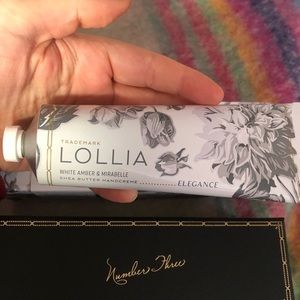 TRADEMARK
LOLLIA
WHITE AMBER & MIRABELLE
SHEA BUTTER HANDCREME ............... ELEGANCE
Number Three